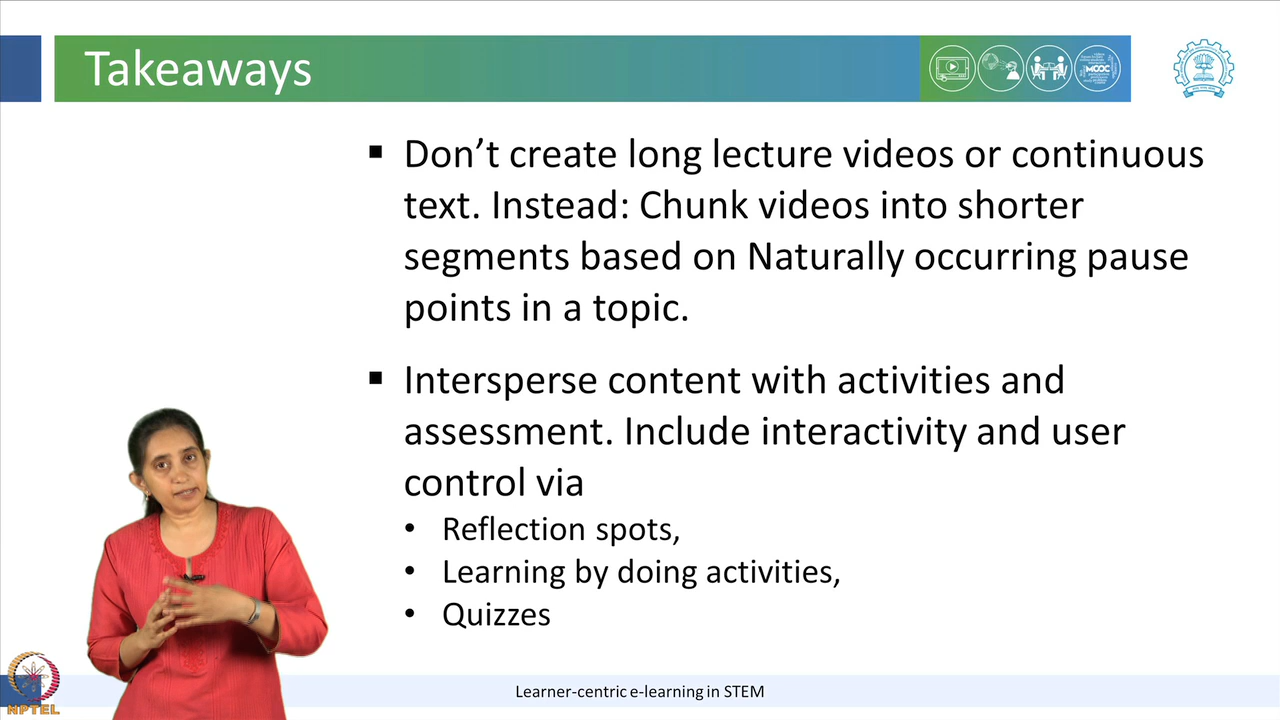 Takeaways
MOOC
▪ Don’t create long lecture videos or continuous
text. Instead: Chunk videos into shorter
segments based on Naturally occurring pause
points in a topic.
▪ Intersperse content with activities and
assessment. Include interactivity and user
control via
• Reflection spots,
• Learning by doing activities,
• Quizzes
Learner-centric e-learning in STEM
NPTEL